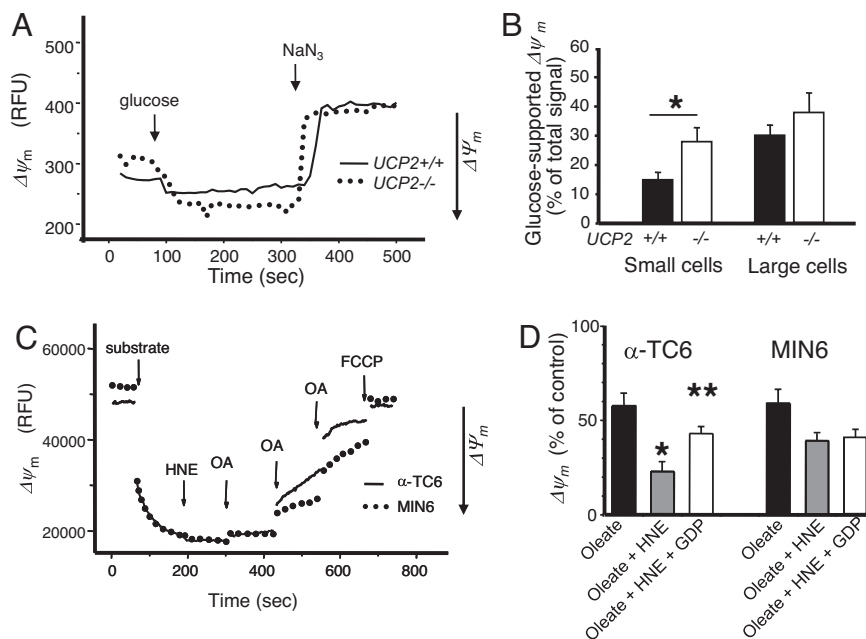 A
Δψm (RFU)
500
400
300
200
glucose
NaN3
UCP2+/+
UCP2-/-
ΔΨm
0 100 200 300 400 500
Time (sec)
B
Glucose-supported Δψm
(% of total signal)
60
50
40
30
20
10
0
*
UCP2 +/+ -/- +/+ -/-
Small cells Large cells
C
Δψm (RFU)
60000
40000
20000
substrate
HNE
OA
OA
OA
FCCP
α-TC6
MIN6
ΔΨm
0 200 400 600 800
Time (sec)
D
Δψm (% of control)
100
50
0
α-TC6 MIN6
*
**
Oleate
Oleate + HNE
Oleate + HNE + GDP
Oleate
Oleate + HNE
Oleate + HNE + GDP